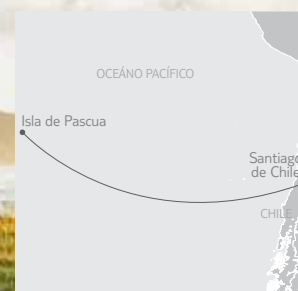 OCEÁNO PACÍFICO
Isla de Pascua
Santiago
de Chile
CHILE